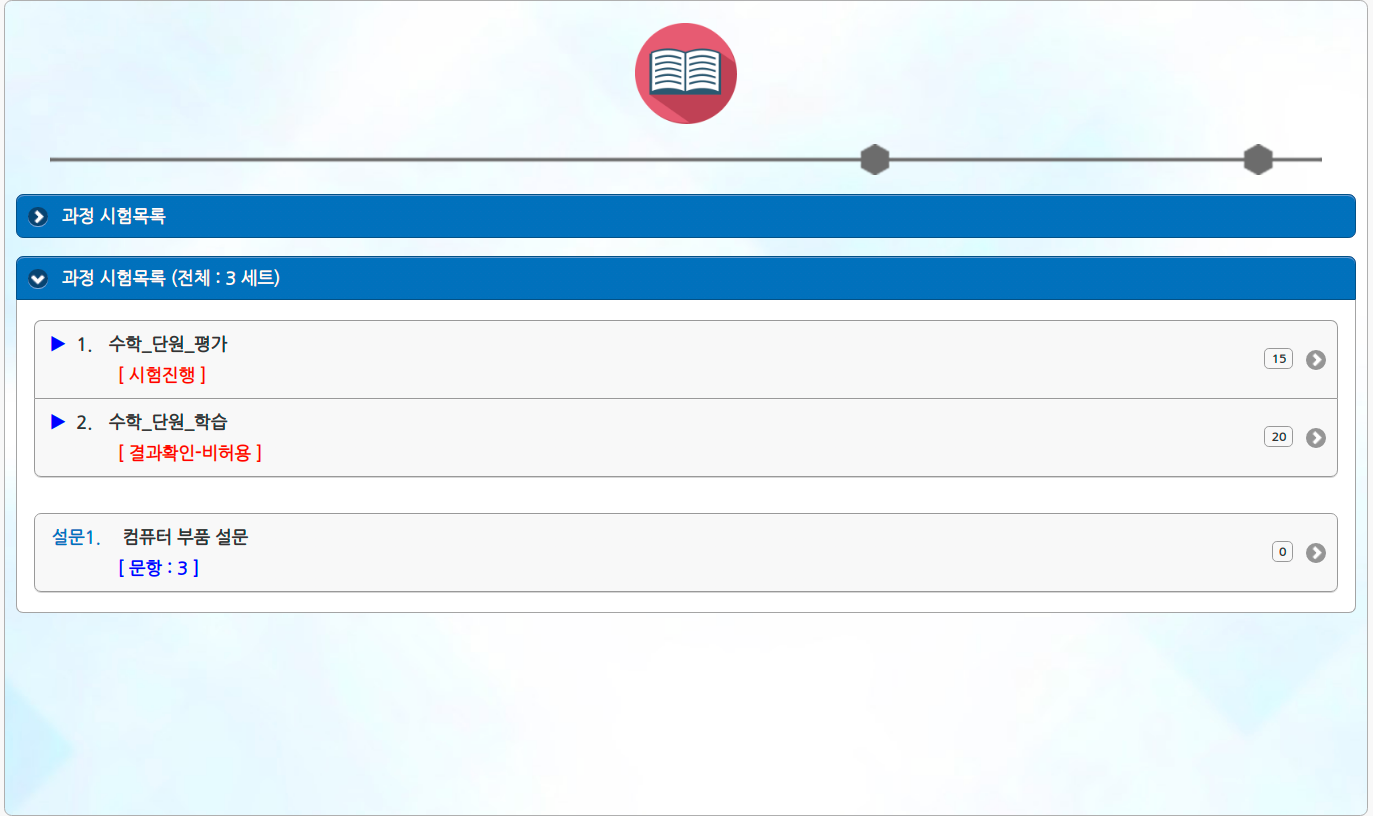 과정 시험목록
과정 시험목록 (전체 : 3 세트)
▶ 1. 수학_단원_평가
15
[ 시험진행 ]
▶ 2. 수학_단원_학습
20
[ 결과확인-비허용 ]
설문1. 컴퓨터 부품 설문
0
[ 문항 : 3 ]